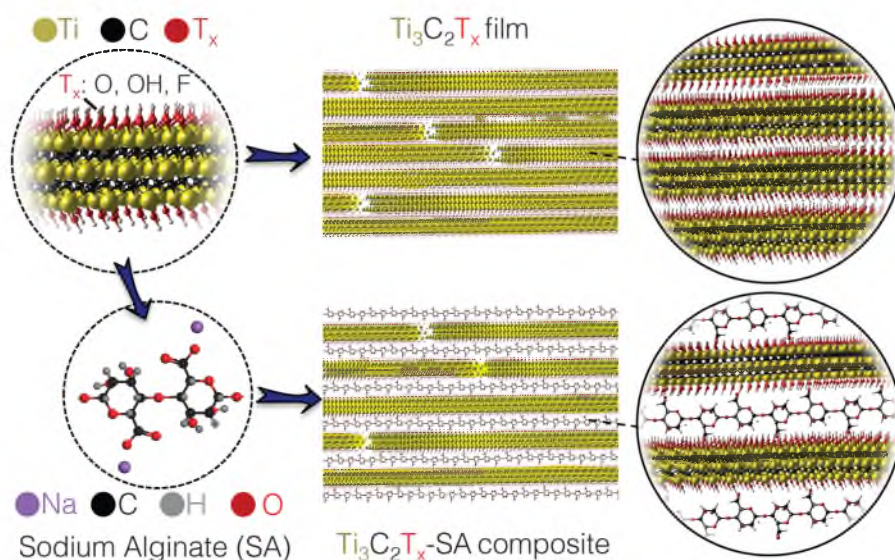 Ti C Tₓ
Ti₃C₂Tₓ film
Tₓ: O, OH, F
Na C H O
Sodium Alginate (SA)
Ti₃C₂Tₓ-SA composite